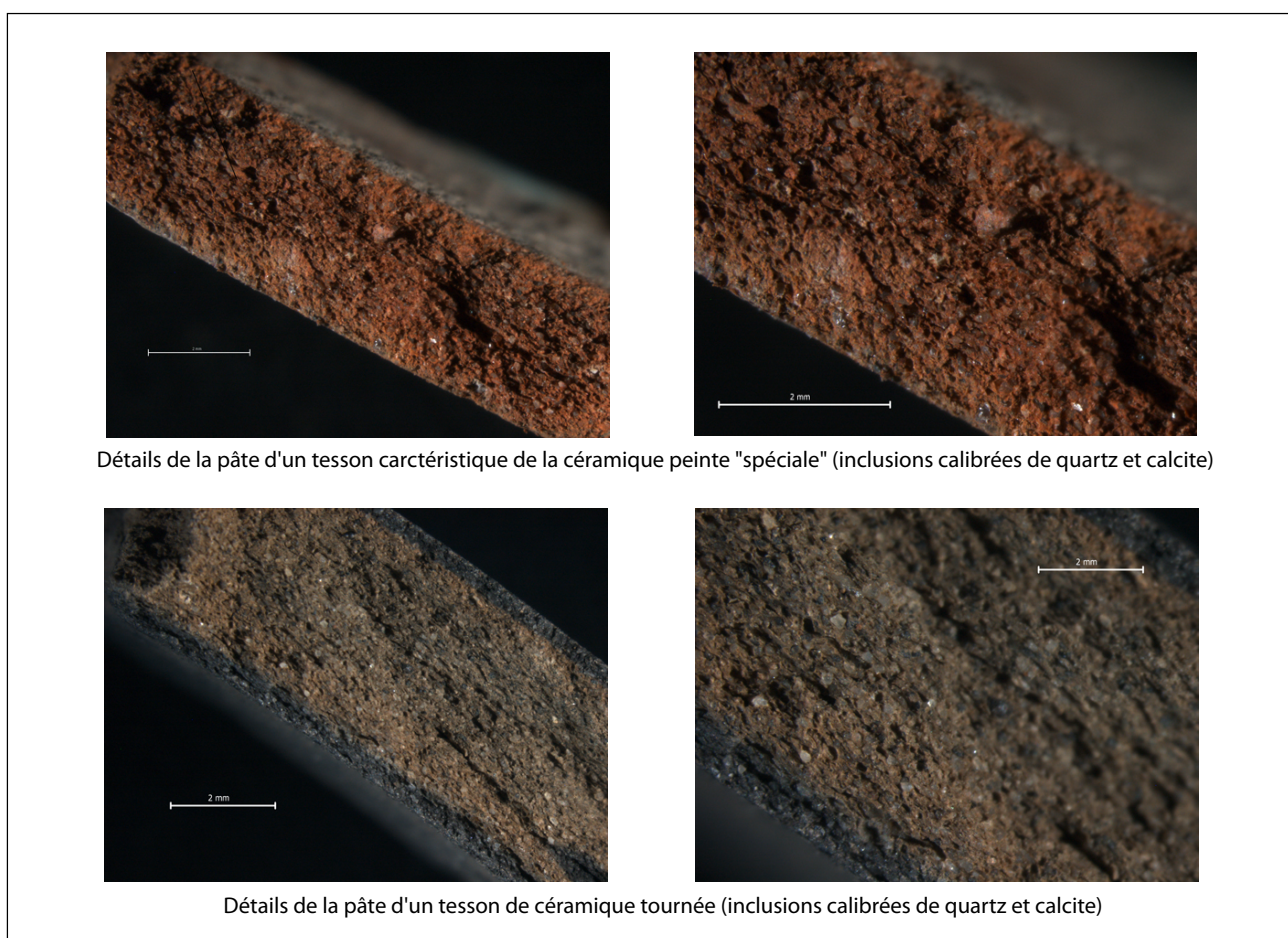 2 mm
2 mm
Détails de la pâte d'un tesson carctéristique de la céramique peinte "spéciale" (inclusions calibrées de quartz et calcite)
2 mm
2 mm
Détails de la pâte d'un tesson de céramique tournée (inclusions calibrées de quartz et calcite)